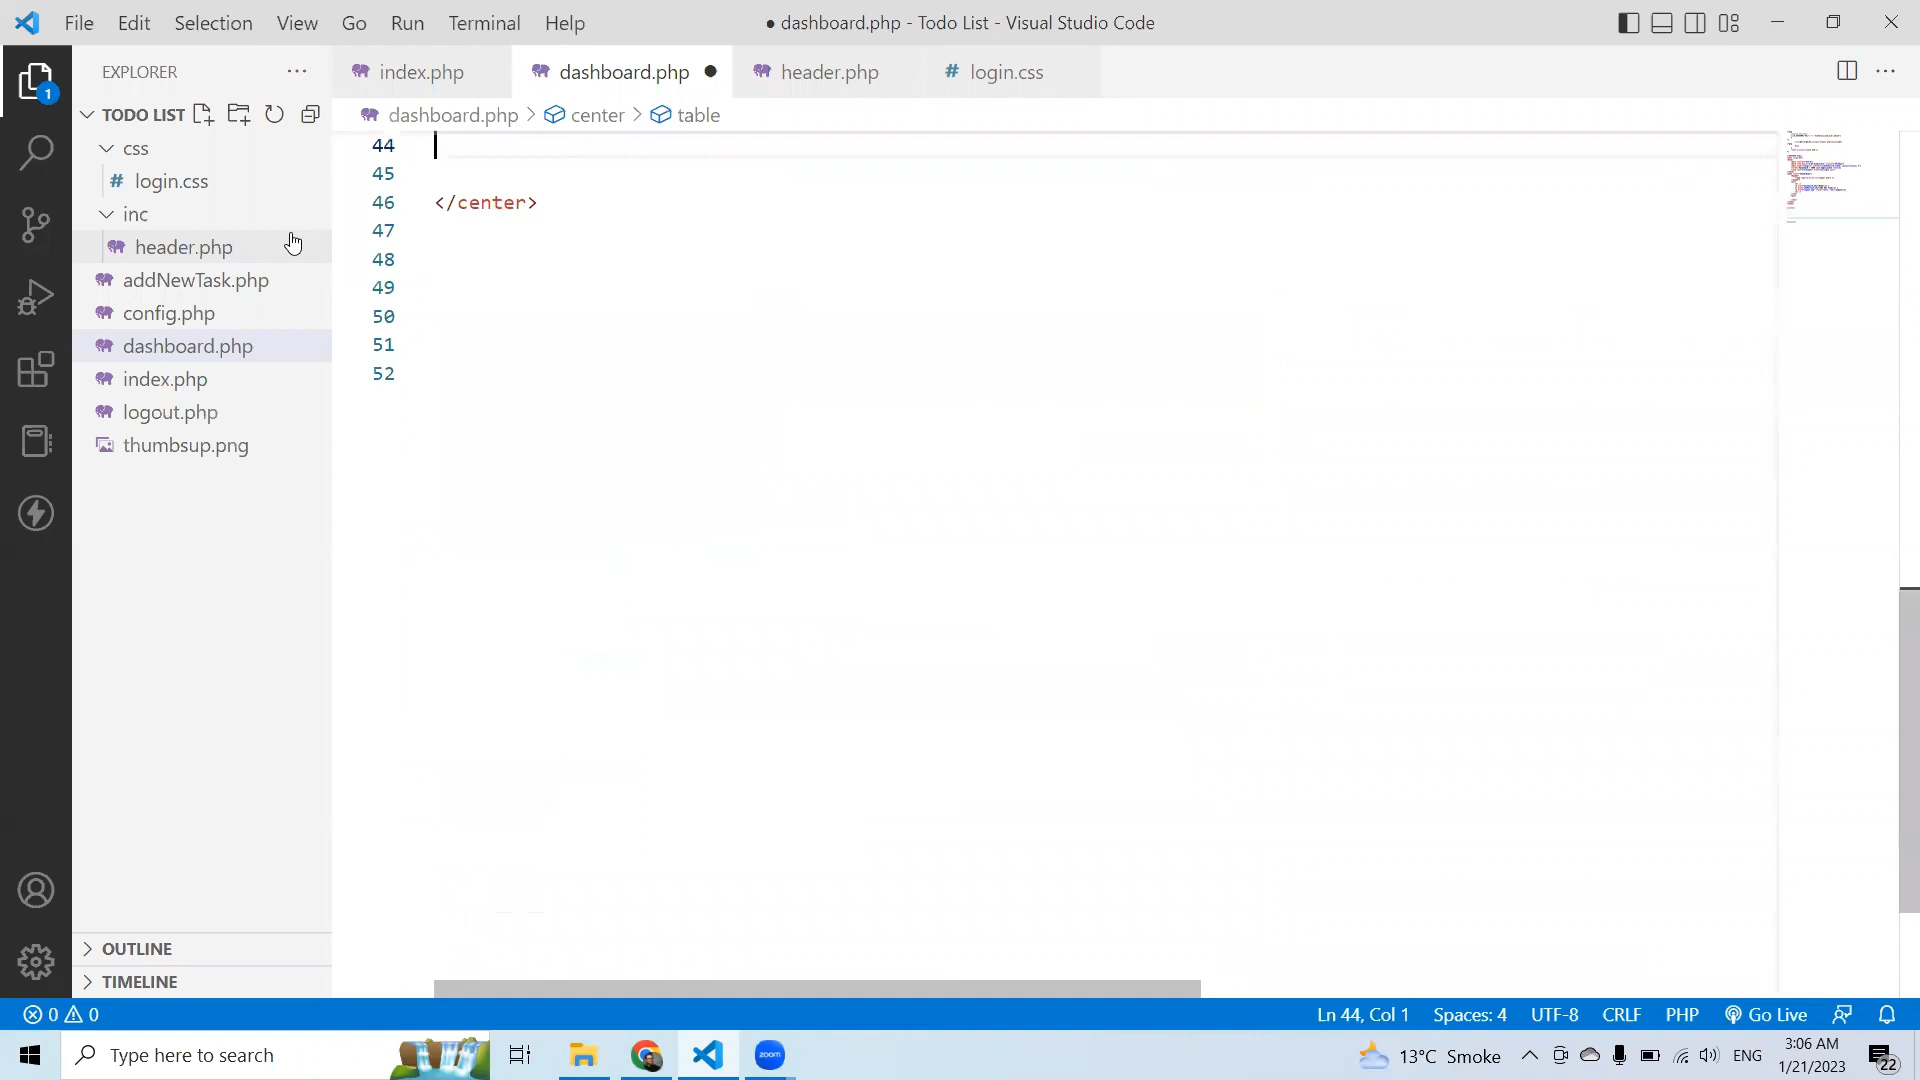 File Edit Selection View Go Run Terminal Help
● dashboard.php - Todo List - Visual Studio Code
EXPLORER
index.php
dashboard.php
header.php
login.css
1
TODO LIST
dashboard.php > center > table
css
login.css
inc
header.php
addNewTask.php
config.php
dashboard.php
index.php
logout.php
thumbsup.png
44
45
46 </center>
47
48
49
50
51
52
OUTLINE
TIMELINE
0 0
Ln 44, Col 1 Spaces: 4 UTF-8 CRLF PHP Go Live
Type here to search
zoom
13°C Smoke
ENG
3:06 AM
1/21/2023
22